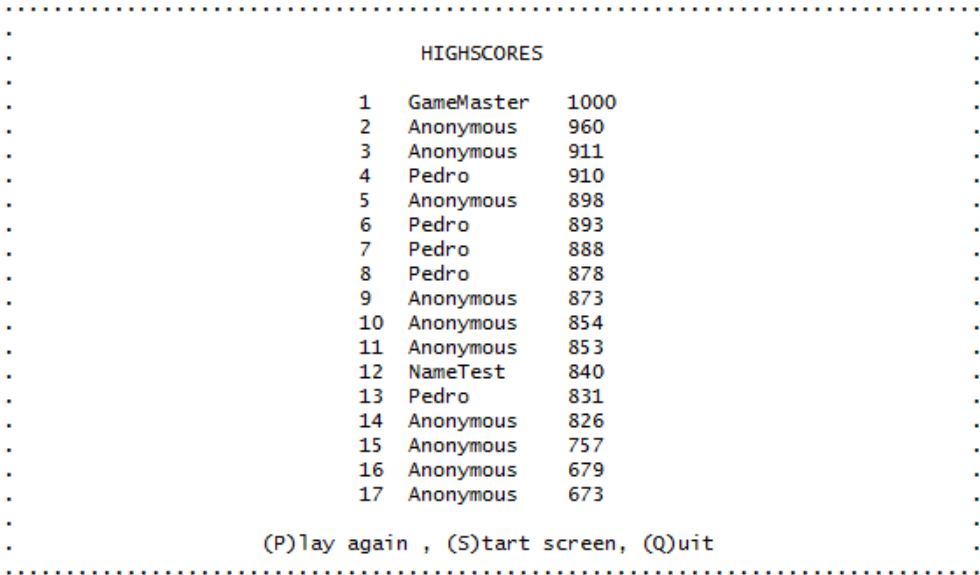 HIGHSCORES
1 GameMaster 1000
2 Anonymous 960
3 Anonymous 911
4 Pedro 910
5 Anonymous 898
6 Pedro 893
7 Pedro 888
8 Pedro 878
9 Anonymous 873
10 Anonymous 854
11 Anonymous 853
12 NameTest 840
13 Pedro 831
14 Anonymous 826
15 Anonymous 757
16 Anonymous 679
17 Anonymous 673
(P)lay again , (S)tart screen, (Q)uit